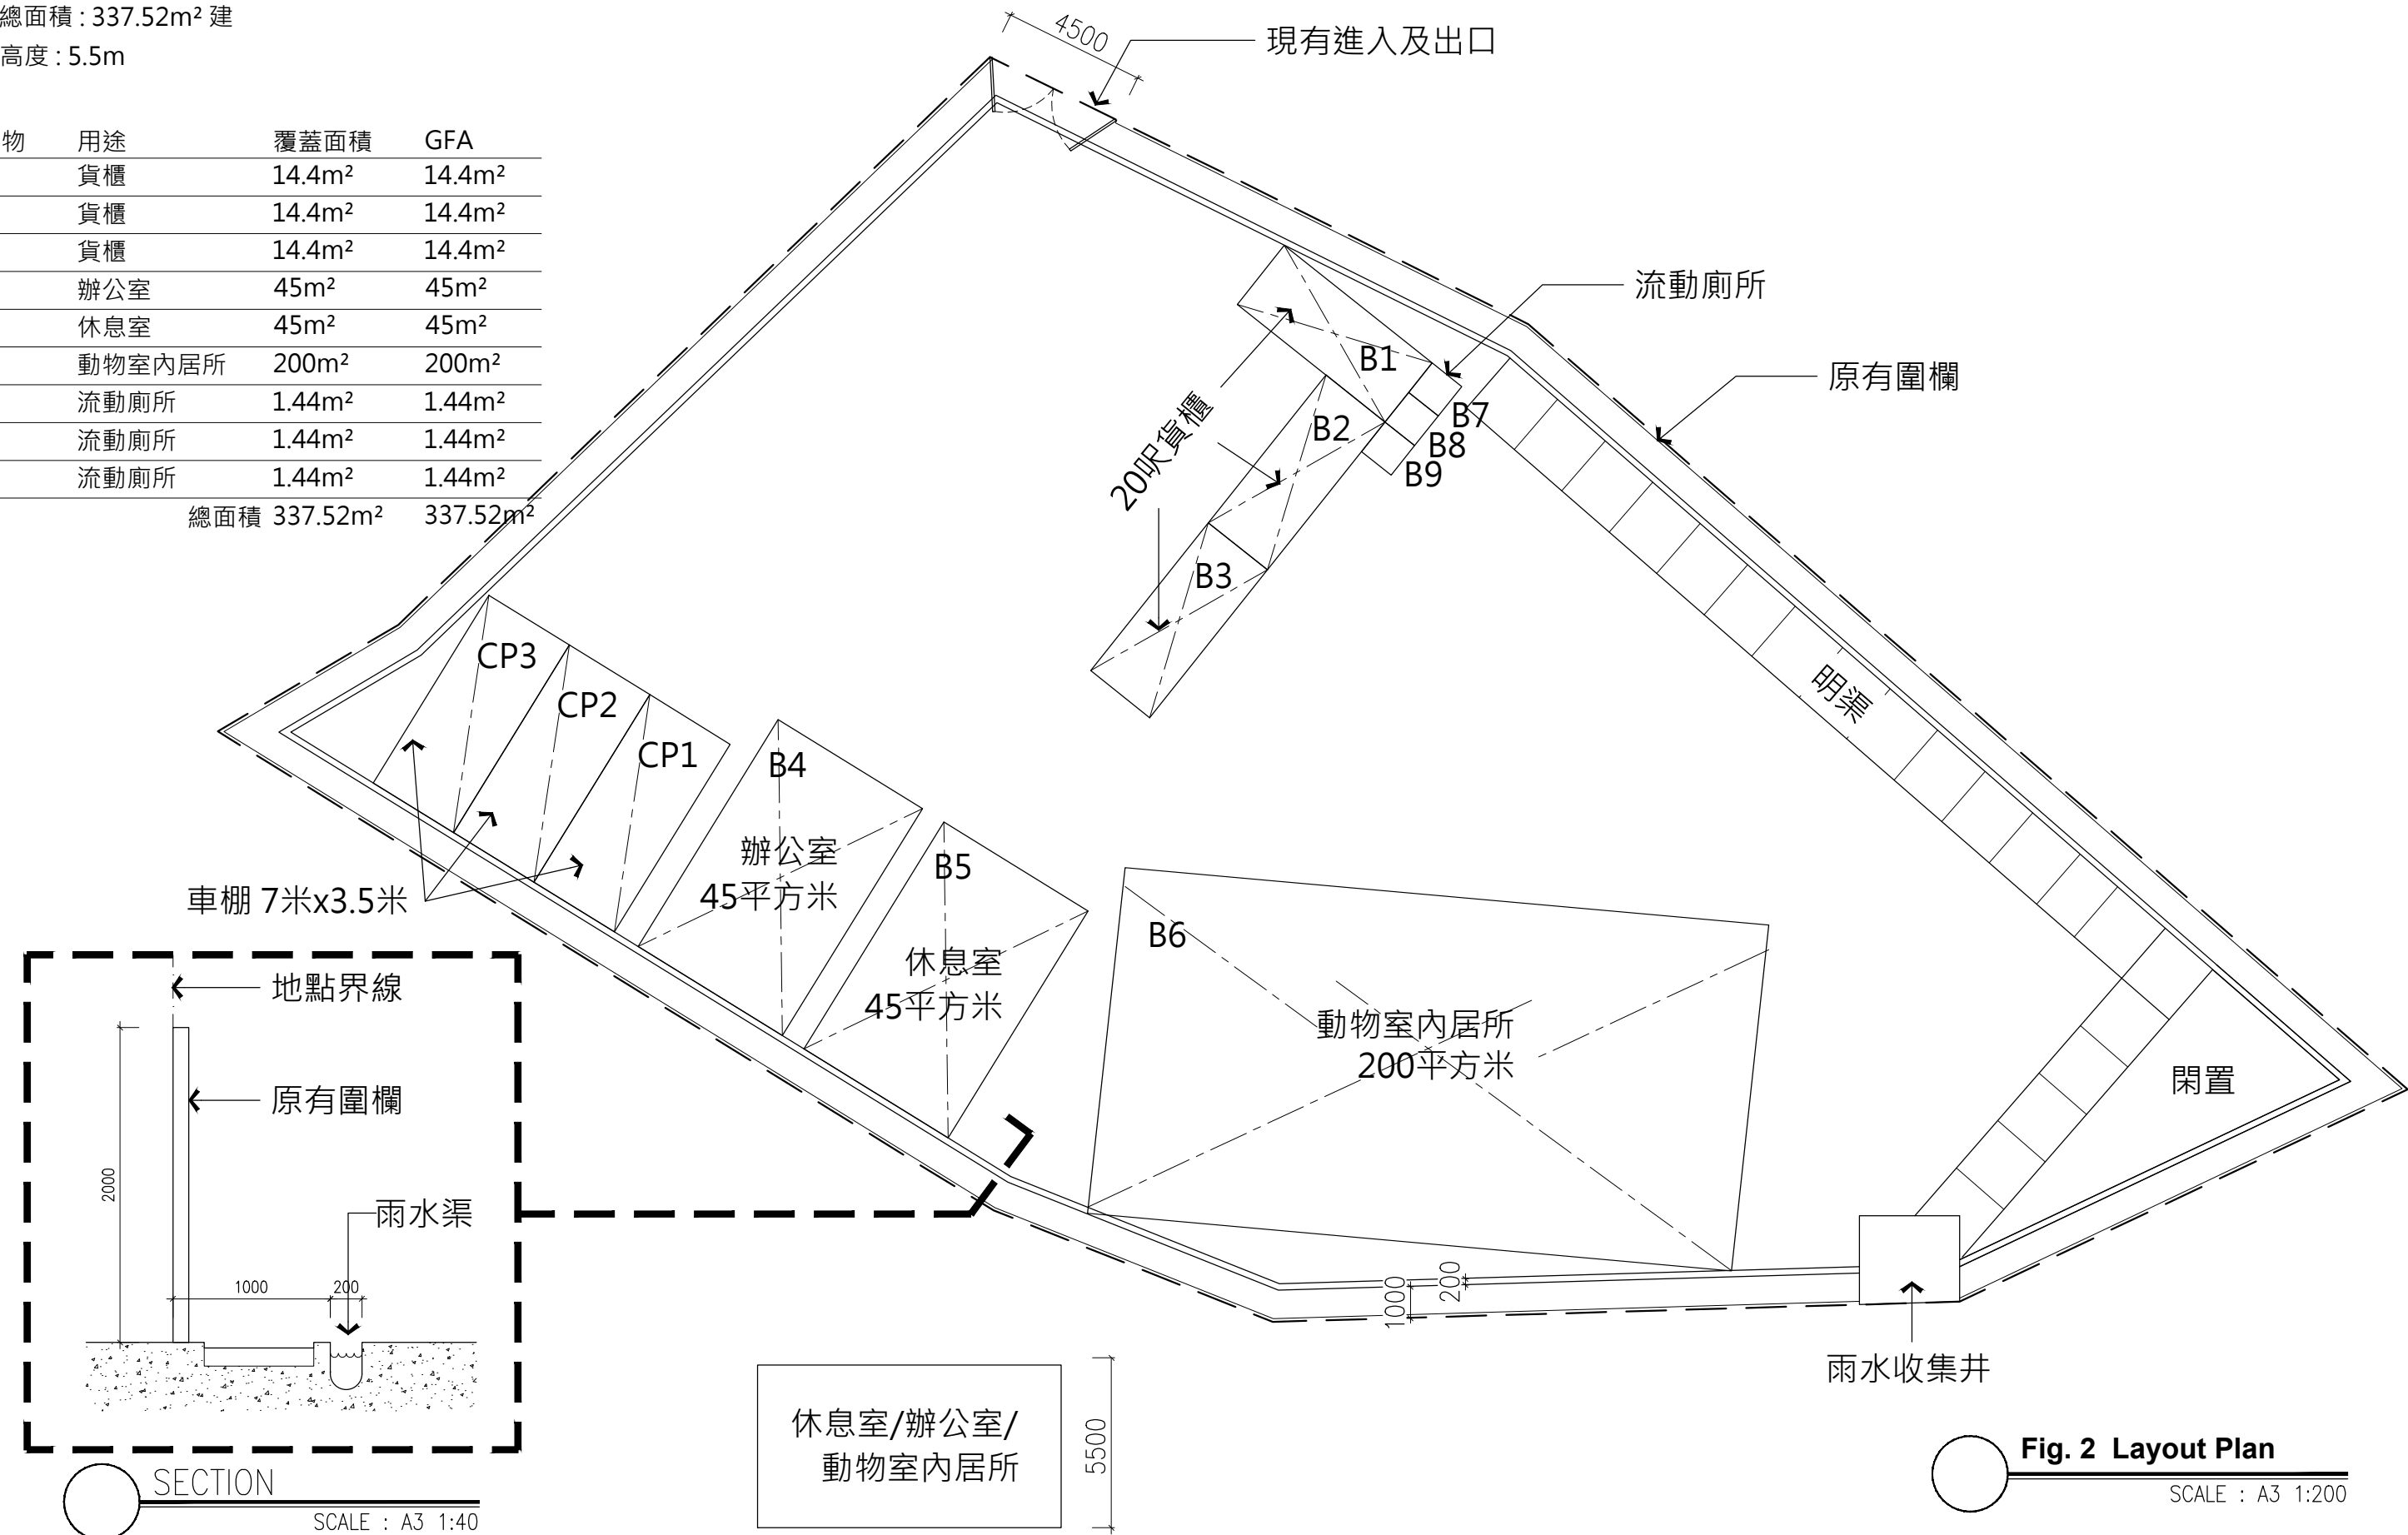 總面積 : 337.52m² 建
高度 : 5.5m
物 用途 覆蓋面積 GFA
貨櫃 14.4m² 14.4m²
貨櫃 14.4m² 14.4m²
貨櫃 14.4m² 14.4m²
辦公室 45m² 45m²
休息室 45m² 45m²
動物室內居所 200m² 200m²
流動廁所 1.44m² 1.44m²
流動廁所 1.44m² 1.44m²
流動廁所 1.44m² 1.44m²
總面積 337.52m² 337.52m²
4500
現有進入及出口
流動廁所
原有圍欄
B1
B2
B3
B7
B8
B9
20呎貨櫃
明渠
CP3
CP2
CP1
車棚 7米x3.5米
B4
辦公室
45平方米
B5
休息室
45平方米
B6
動物室內居所
200平方米
閑置
1000
200
雨水收集井
地點界線
原有圍欄
2000
雨水渠
1000
200
SECTION
SCALE : A3 1:40
休息室/辦公室/
動物室內居所
5500
Fig. 2 Layout Plan
SCALE : A3 1:200